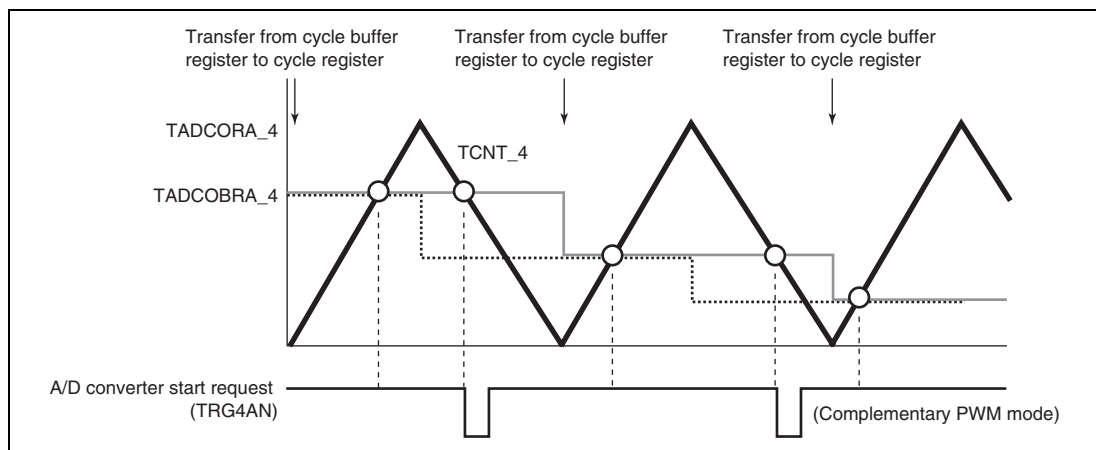 Transfer from cycle buffer
register to cycle register
Transfer from cycle buffer
register to cycle register
Transfer from cycle buffer
register to cycle register
TADCORA_4
TCNT_4
TADCOBRA_4
A/D converter start request
(TRG4AN)
(Complementary PWM mode)